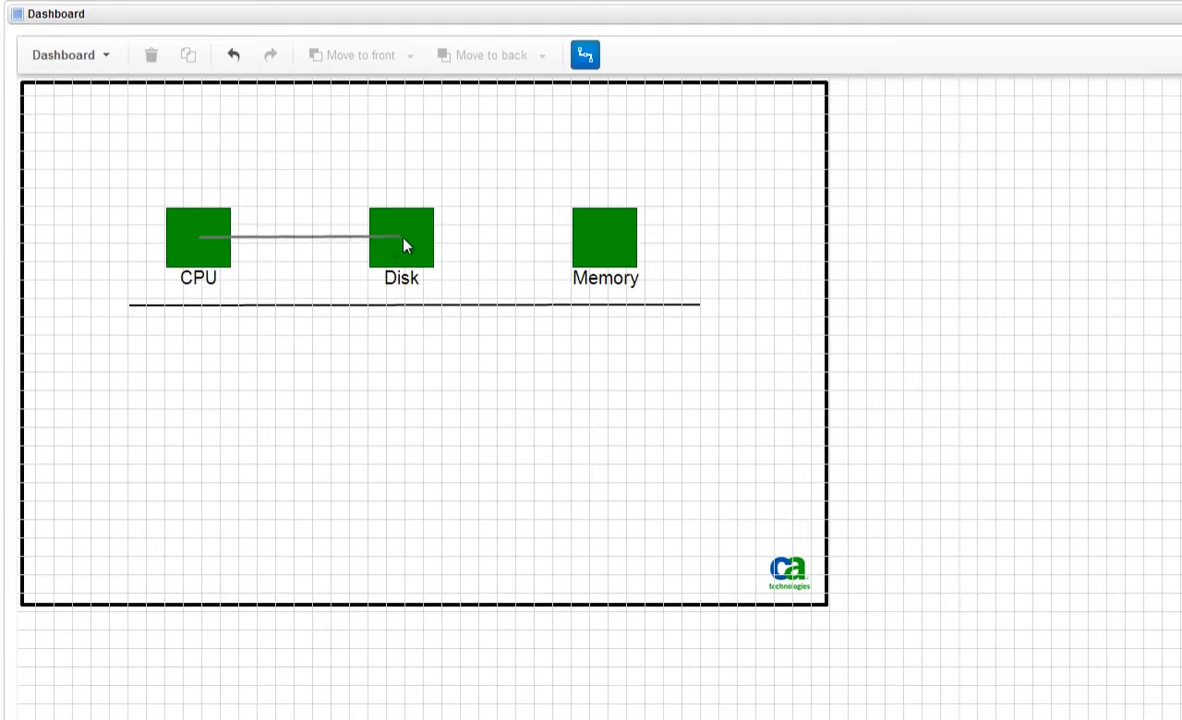 Dashboard
Dashboard Move to front Move to back
CPU Disk Memory
ca
technologies